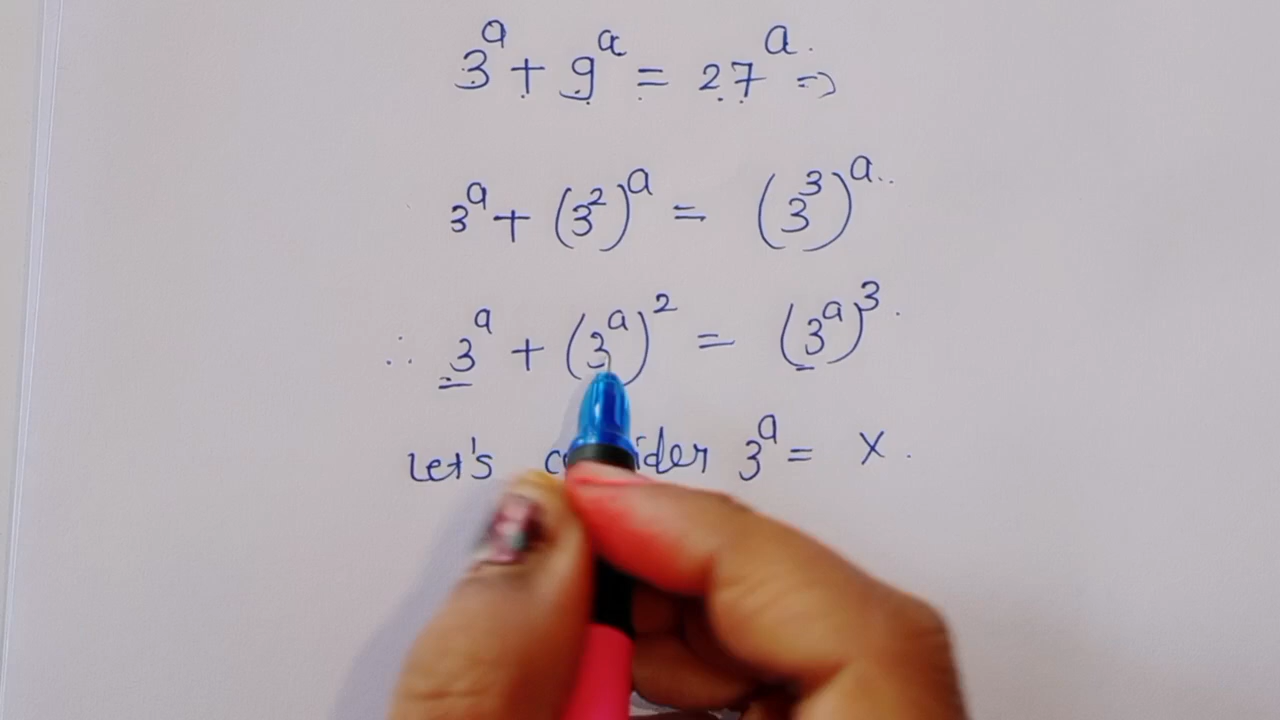 3^a + 9^a = 27^a. =>
3^a + (3^2)^a = (3^3)^a..
∴ 3^a + (3^a)^2 = (3^a)^3.
Let's 3^a = x.